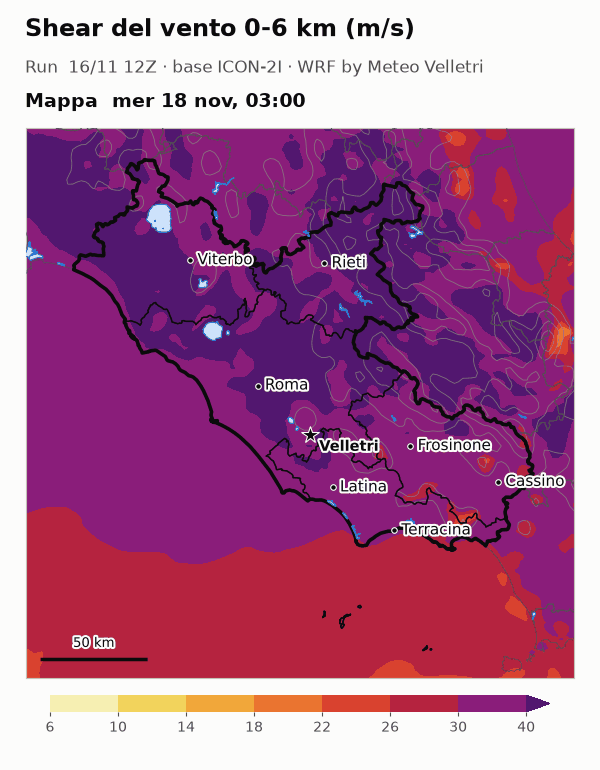 Shear del vento 0-6 km (m/s)
Run  16/11 12Z · base ICON-2I · WRF by Meteo Velletri
Mappa  mer 18 nov, 03:00
Viterbo
Rieti
Roma
Velletri
Frosinone
Cassino
Latina
Terracina
50 km
6 10 14 18 22 26 30 40